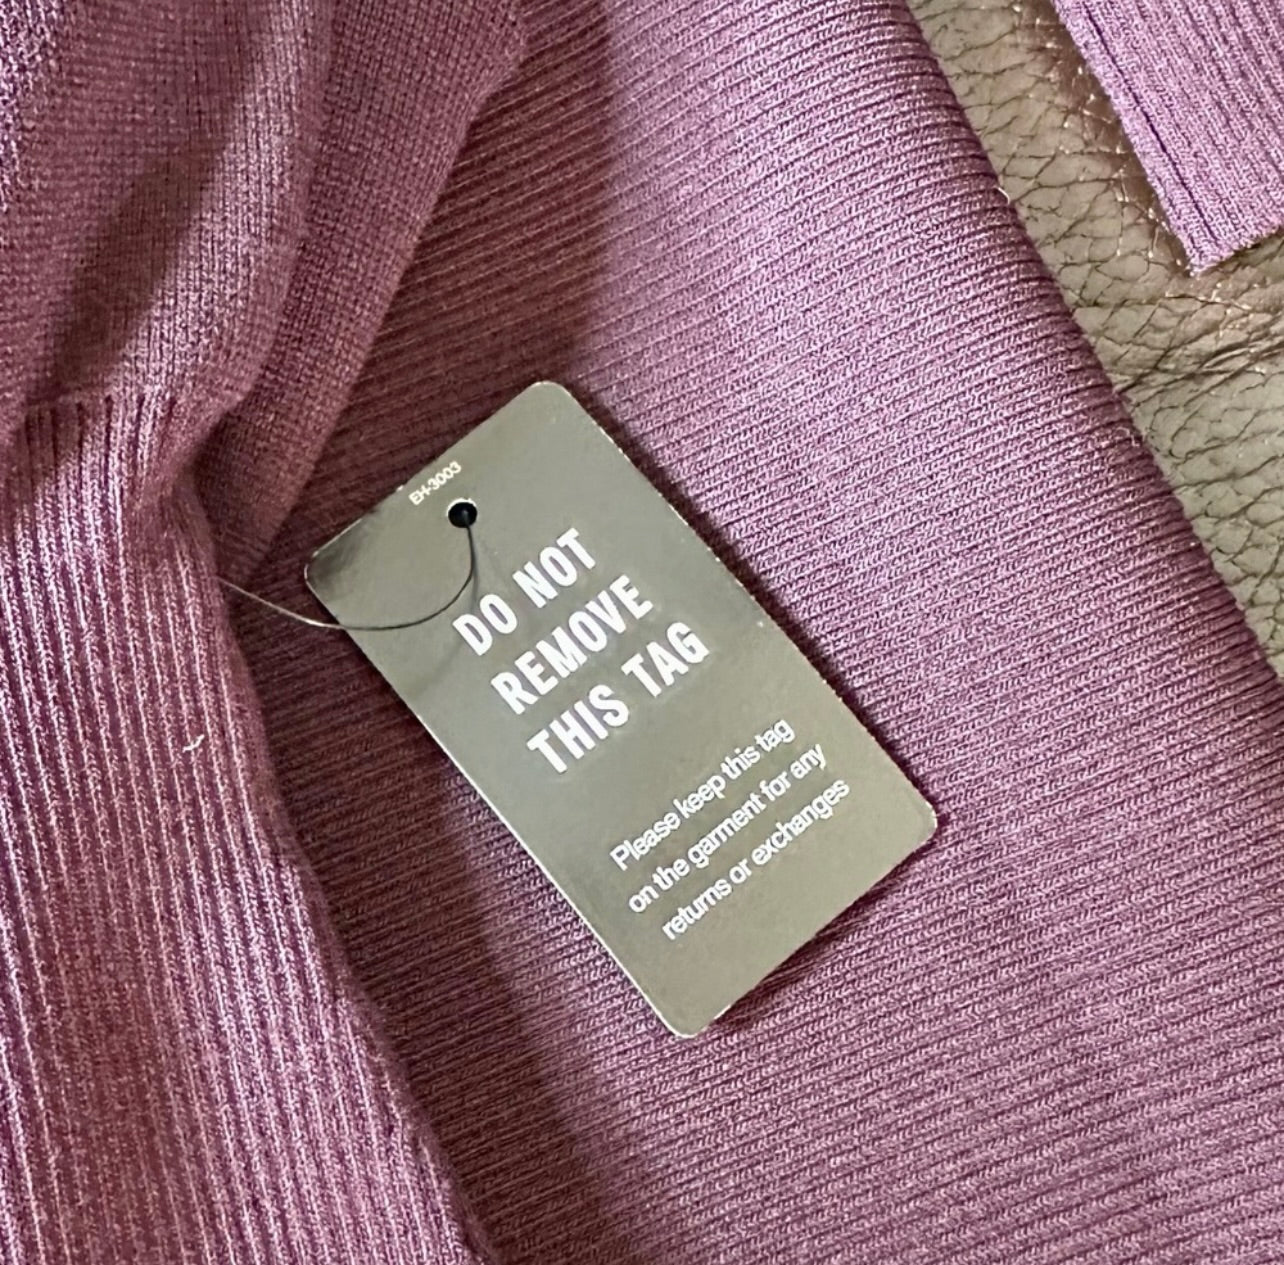 EH-3003
DO NOT
REMOVE
THIS TAG
Please keep this tag
on the garment for any
returns or exchanges